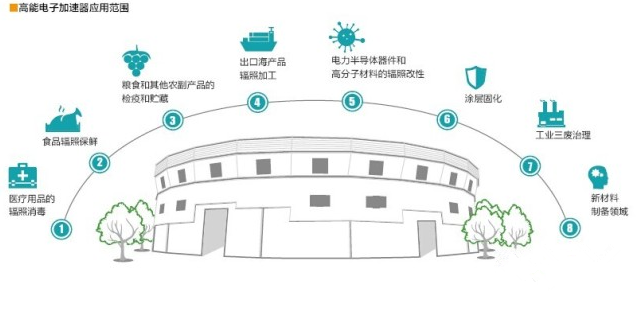 高能电子加速器应用范围
医疗用品的
辐照消毒
1
食品辐照保鲜
2
粮食和其他农副产品的
检疫和贮藏
3
出口海产品
辐照加工
4
电力半导体器件和
高分子材料的辐照改性
5
涂层固化
6
工业三废治理
7
新材料
制备领域
8